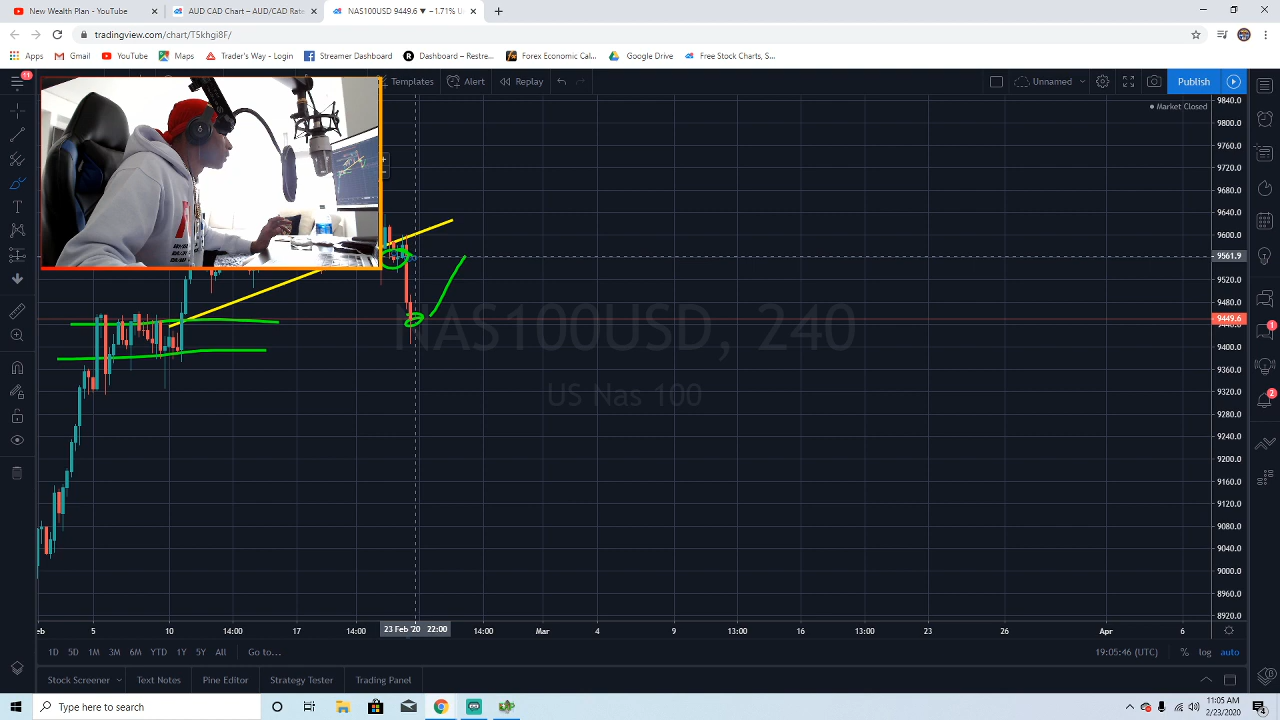 New Wealth Plan - YouTube
AUD CAD Chart – AUD/CAD Rate
NAS100USD 9449.6 ▼ −1.71% U
tradingview.com/chart/T5khgi8F/
Apps
Gmail
YouTube
Maps
Trader's Way - Login
Streamer Dashboard
Dashboard – Restre...
Forex Economic Cal...
Google Drive
Free Stock Charts, S...
11
Templates
Alert
Replay
Unnamed
Publish
Market Closed
9840.0
9800.0
9760.0
9720.0
9680.0
9640.0
9600.0
9561.9
9520.0
9480.0
9449.6
9400.0
9360.0
9320.0
9280.0
9240.0
9200.0
9160.0
9120.0
9080.0
9040.0
9000.0
8960.0
8920.0
NAS100USD, 240
US Nas 100
1
2
eb
5
10
14:00
17
14:00
23 Feb '20 22:00
14:00
Mar
4
9
13:00
16
13:00
23
26
Apr
6
1D 5D 1M 3M 6M YTD 1Y 5Y All Go to...
19:05:46 (UTC) % log auto
Stock Screener
Text Notes
Pine Editor
Strategy Tester
Trading Panel
Type here to search
11:05 AM
2/23/2020
4